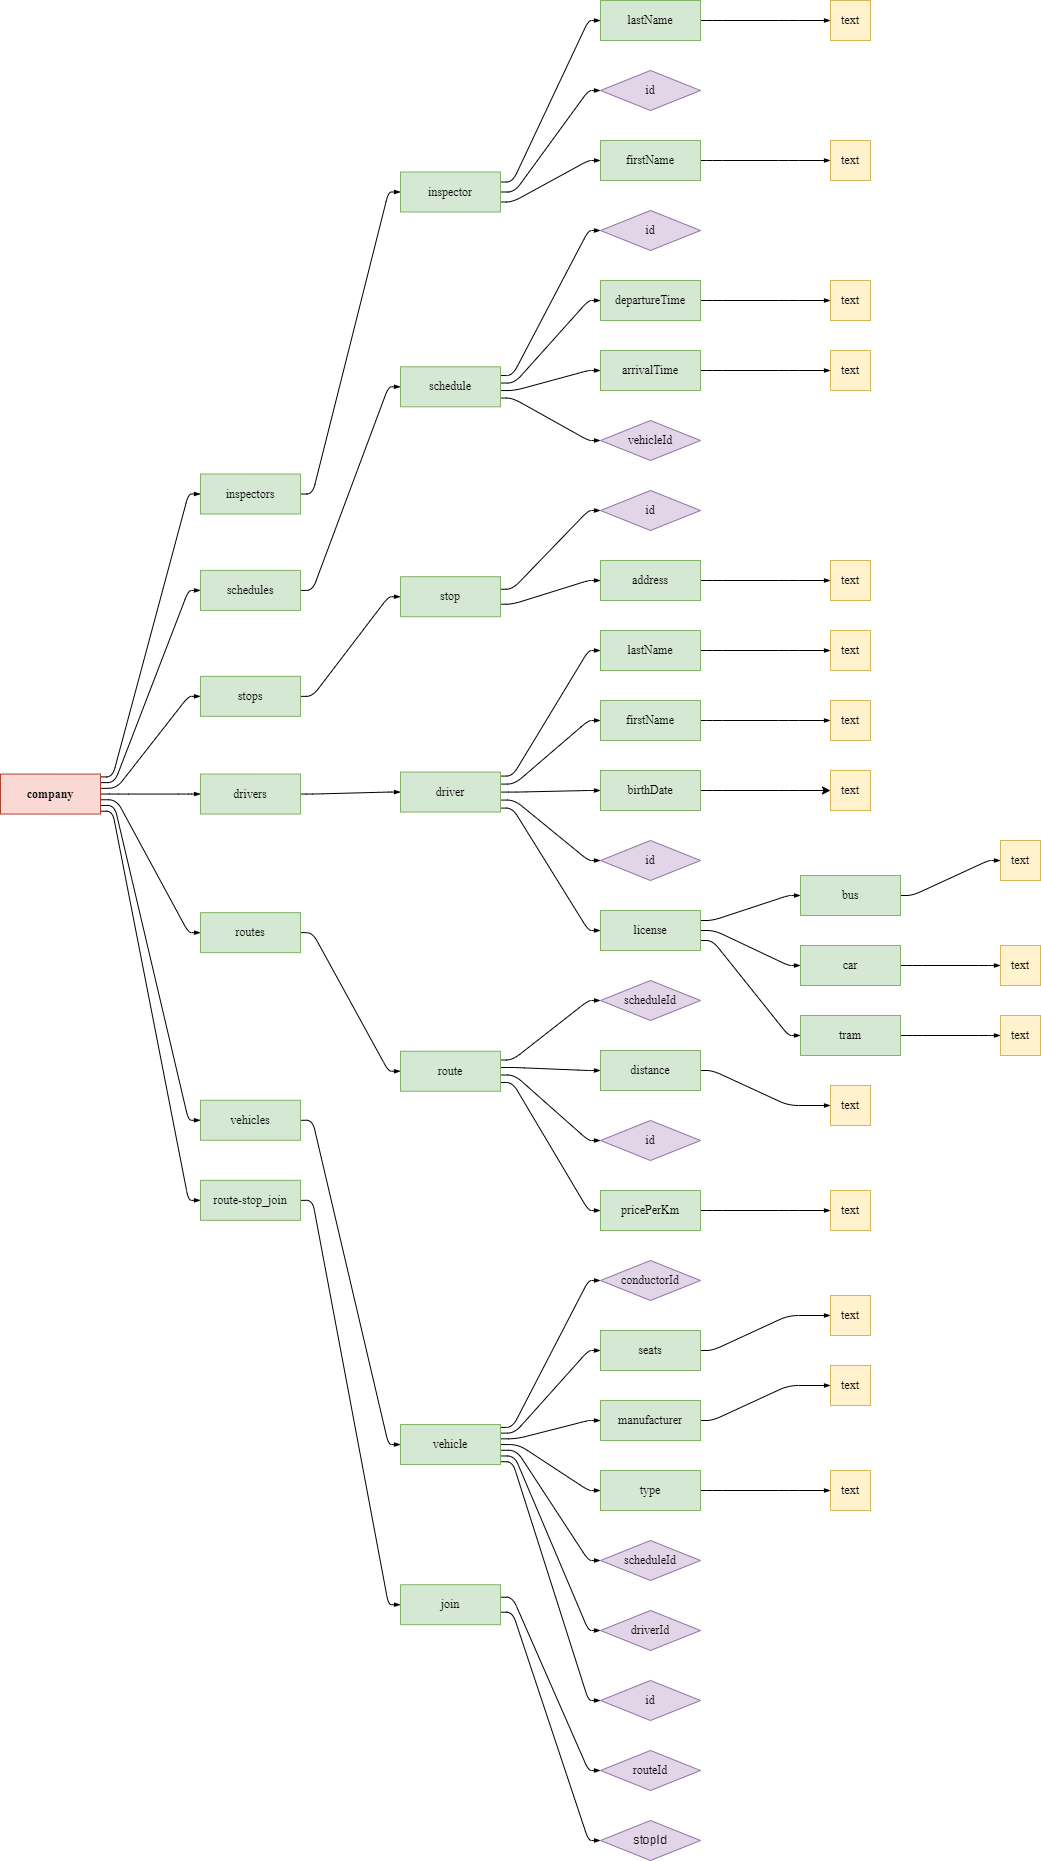 lastName
text
id
firstName
text
inspector
id
departureTime
text
schedule
arrivalTime
text
vehicleId
inspectors
id
schedules
stop
address
text
lastName
text
stops
firstName
text
company
drivers
driver
birthDate
text
id
text
bus
routes
license
car
text
scheduleId
tram
text
route
distance
text
vehicles
id
route-stop_join
pricePerKm
text
conductorId
text
seats
text
manufacturer
vehicle
type
text
scheduleId
join
driverId
id
routeId
stopId